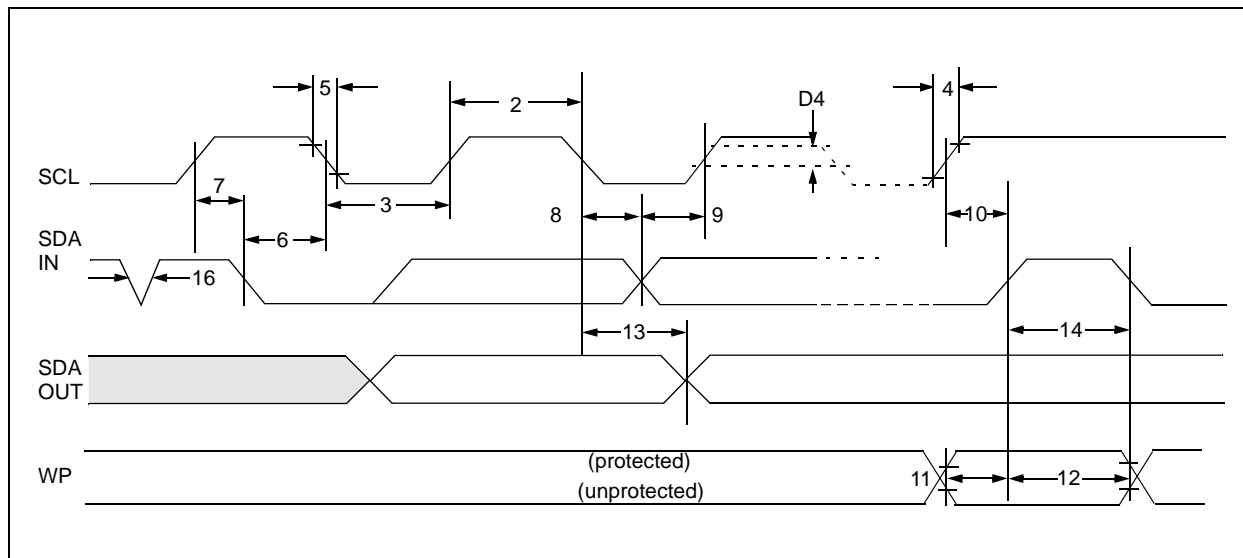 5
2
D4
4
SCL
7
3
8
9
10
SDA
IN
6
16
13
14
SDA
OUT
WP
(protected)
(unprotected)
11
12